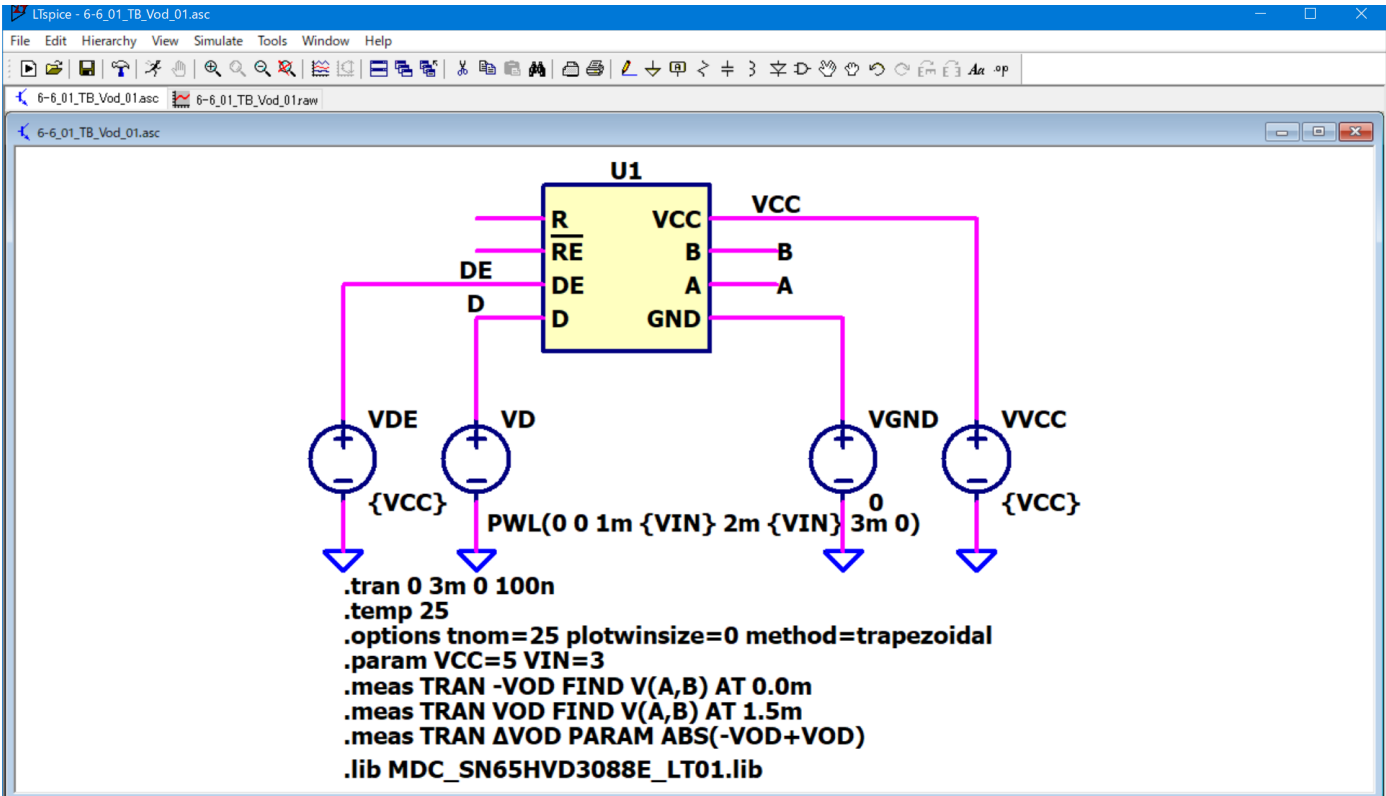 LTspice - 6-6_01_TB_Vod_01.asc
File Edit Hierarchy View Simulate Tools Window Help
Aa .op
6-6_01_TB_Vod_01.asc 6-6_01_TB_Vod_01.raw
6-6_01_TB_Vod_01.asc
U1
R VCC VCC
RE B B
DE DE A A
D D GND
VDE VD VGND VVCC
{VCC} 0 {VCC}
PWL(0 0 1m {VIN} 2m {VIN} 3m 0)
.tran 0 3m 0 100n
.temp 25
.options tnom=25 plotwinsize=0 method=trapezoidal
.param VCC=5 VIN=3
.meas TRAN -VOD FIND V(A,B) AT 0.0m
.meas TRAN VOD FIND V(A,B) AT 1.5m
.meas TRAN ΔVOD PARAM ABS(-VOD+VOD)
.lib MDC_SN65HVD3088E_LT01.lib